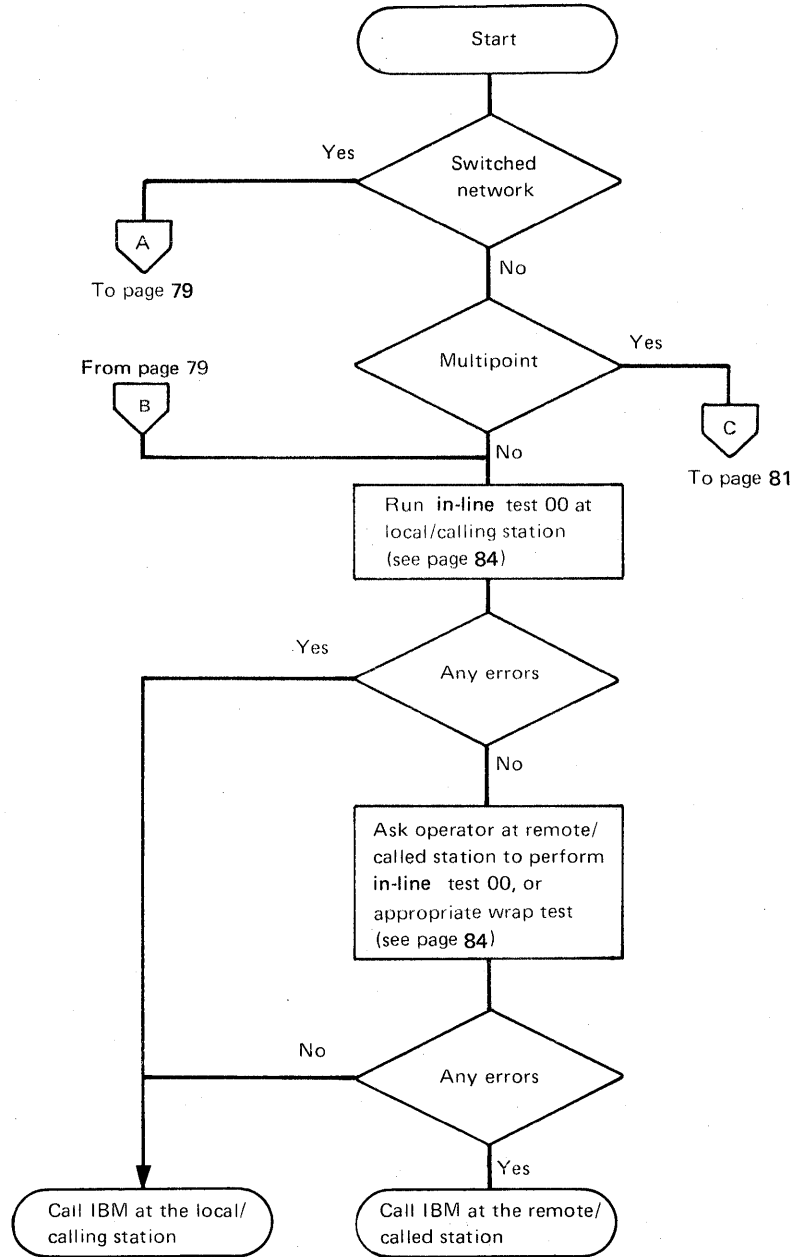 Start
Yes
Switched
network
A
To page 79
No
Multipoint
Yes
From page 79
B
C
No
To page 81
Run in-line test 00 at
local/calling station
(see page 84)
Yes
Any errors
No
Ask operator at remote/
called station to perform
in-line test 00, or
appropriate wrap test
(see page 84)
No
Any errors
Yes
Call IBM at the local/
calling station
Call IBM at the remote/
called station